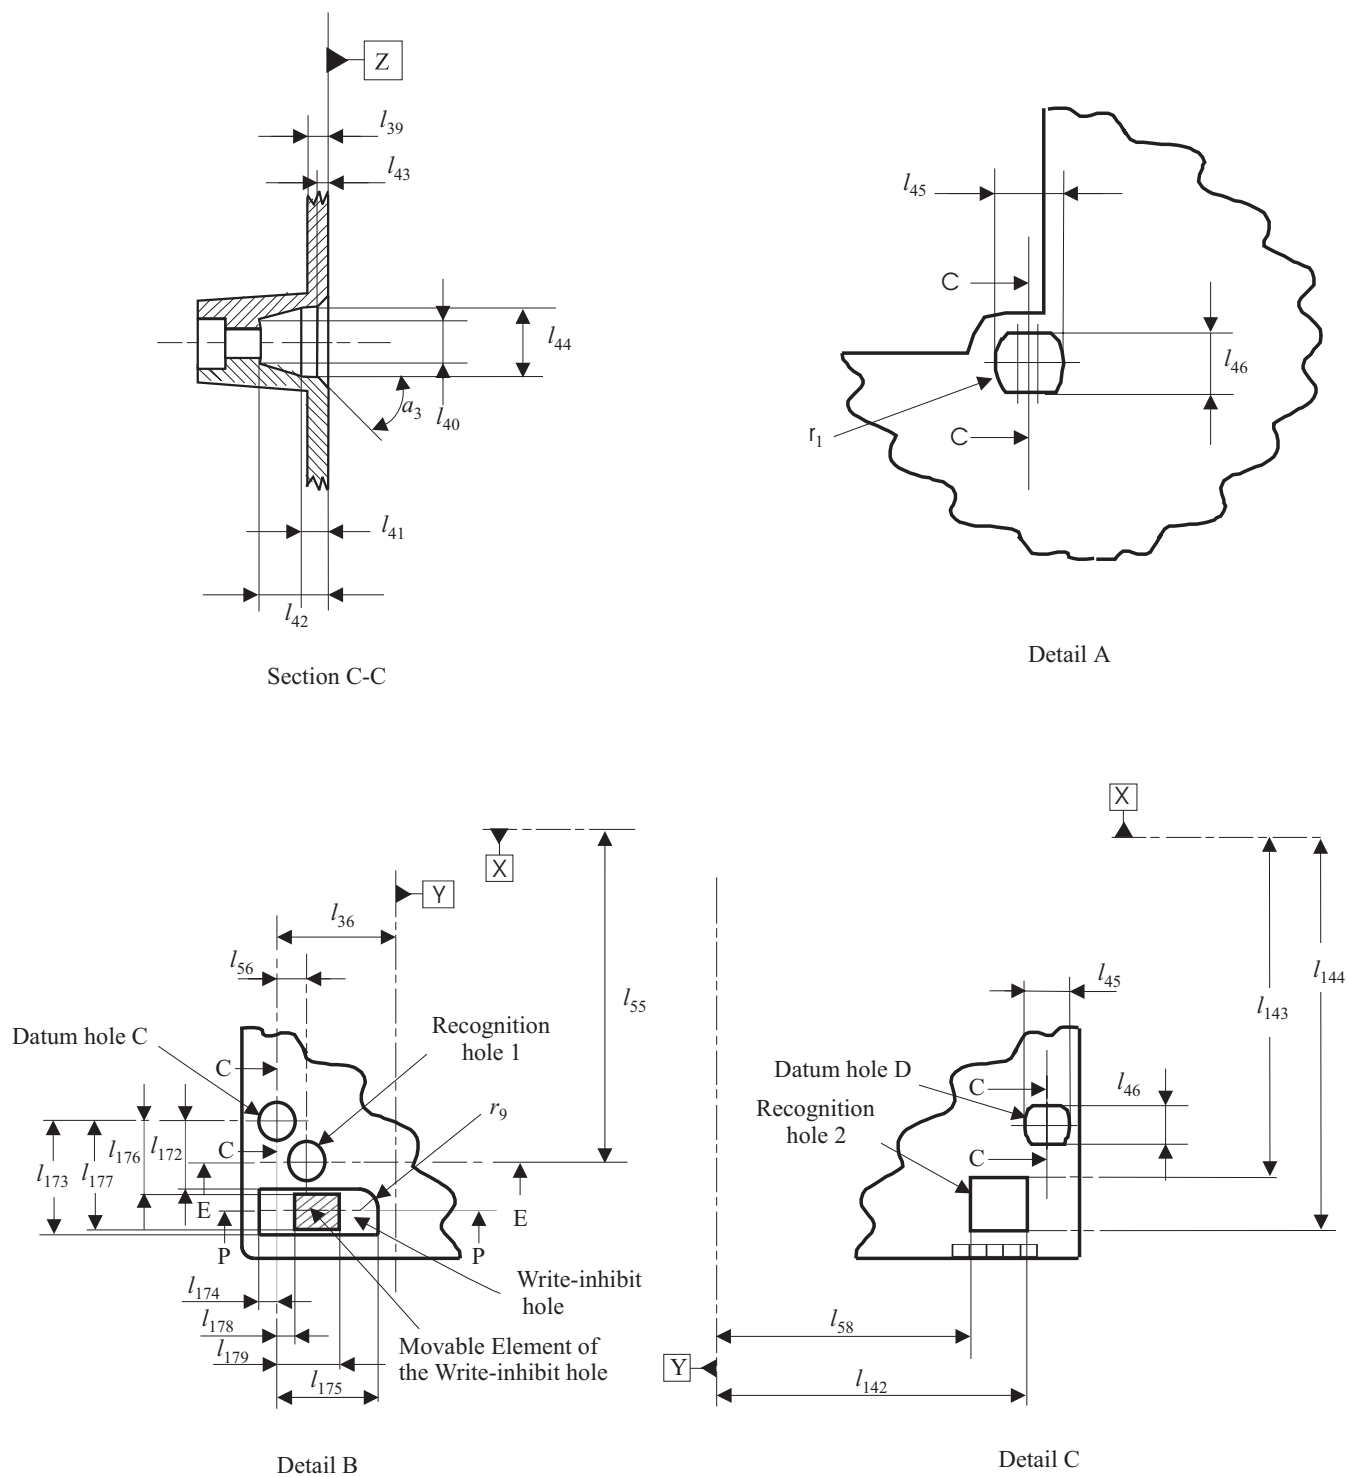 Z
l39
l43
l44
a3
l40
l41
l42
Section C-C
l45
C
l46
r1
C
Detail A
X
Y
l36
l56
l55
Datum hole C
Recognition
hole 1
C
r9
C
l176
l172
l173
l177
E
E
P
P
Write-inhibit
hole
l174
l178
l179
Movable Element of
the Write-inhibit hole
l175
Detail B
X
l144
l45
l143
Datum hole D
C
l46
Recognition
hole 2
C
l58
Y
l142
Detail C